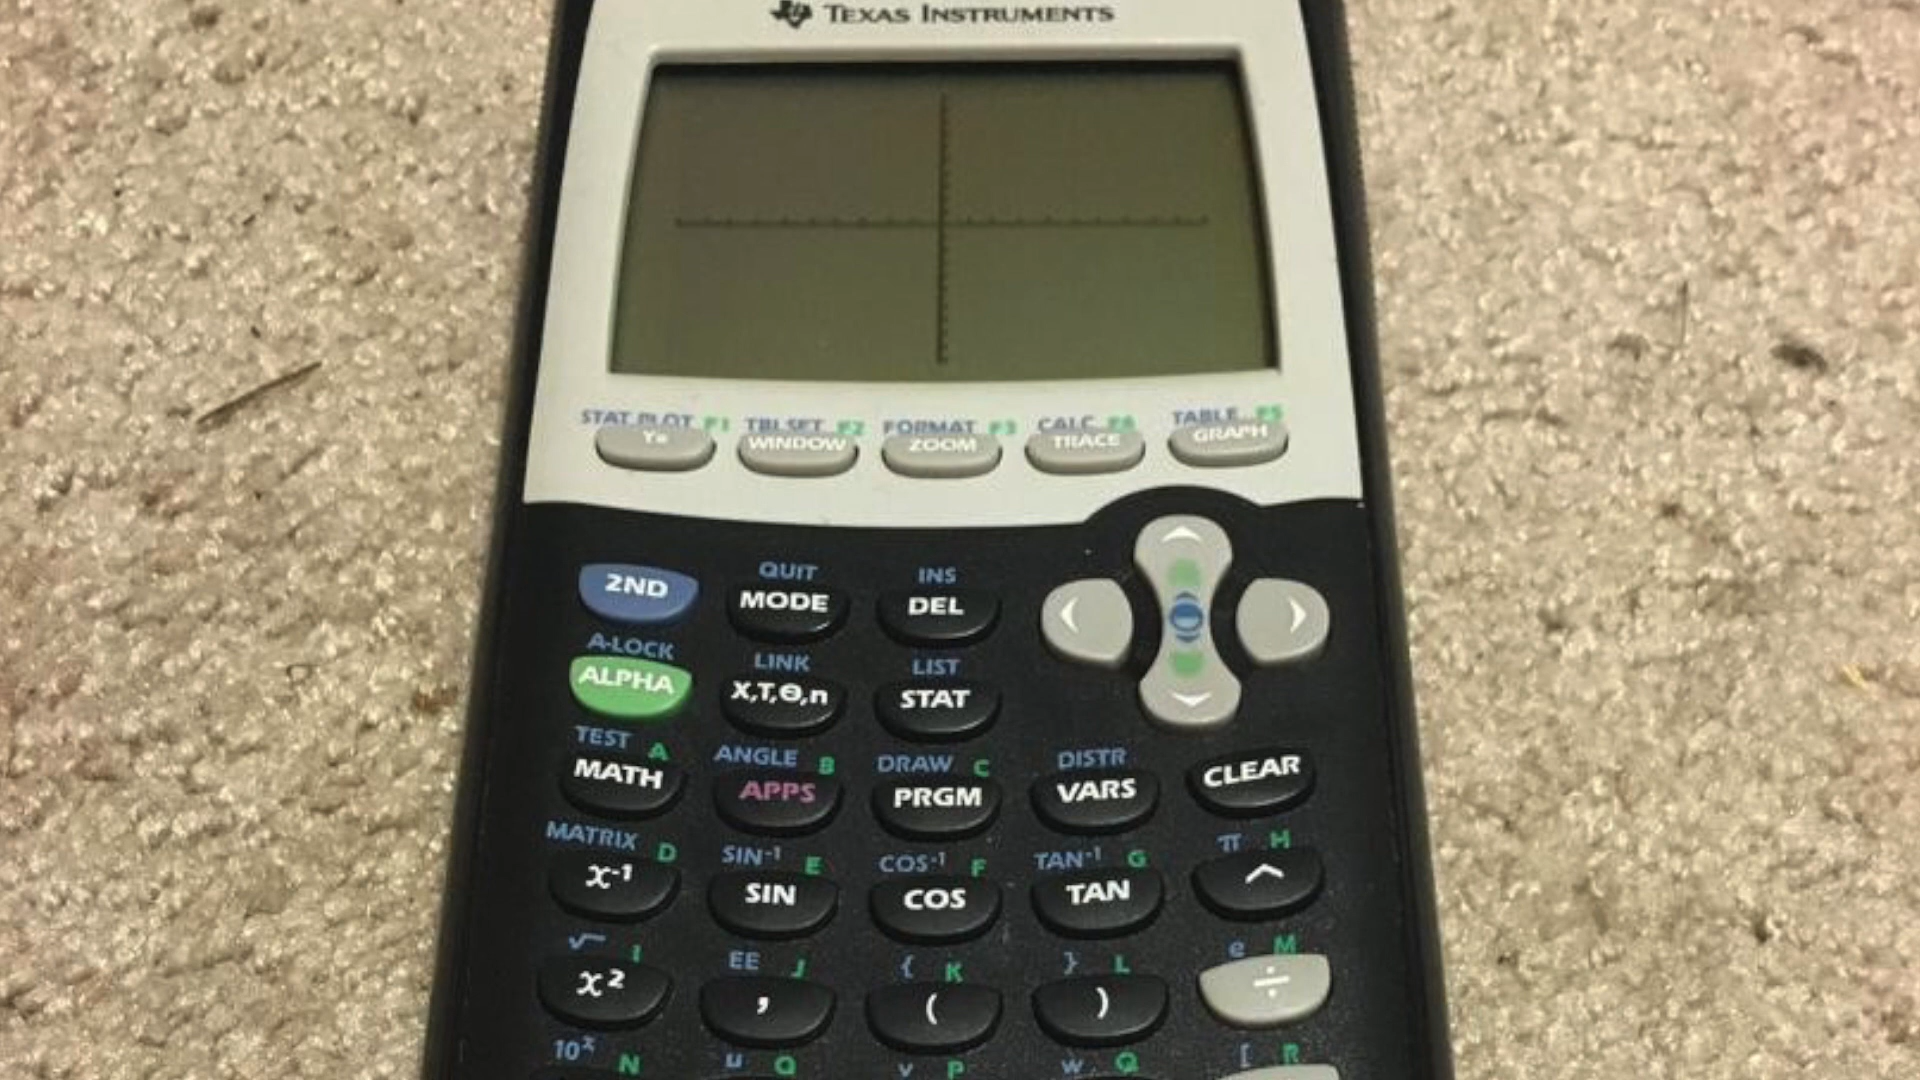 TEXAS INSTRUMENTS
STAT PLOT F1 TBLSET F2 FORMAT F3 CALC F4 TABLE F5
Y= WINDOW ZOOM TRACE GRAPH
QUIT INS
2ND MODE DEL
A-LOCK LINK LIST
ALPHA X,T,Θ,n STAT
TEST A ANGLE B DRAW C DISTR
MATH APPS PRGM VARS CLEAR
MATRIX D SIN⁻¹ E COS⁻¹ F TAN⁻¹ G π H
x⁻¹ SIN COS TAN ^
√ I EE J { K } L e M
x² , ( ) ÷
10ˣ N u O v P w Q [ R